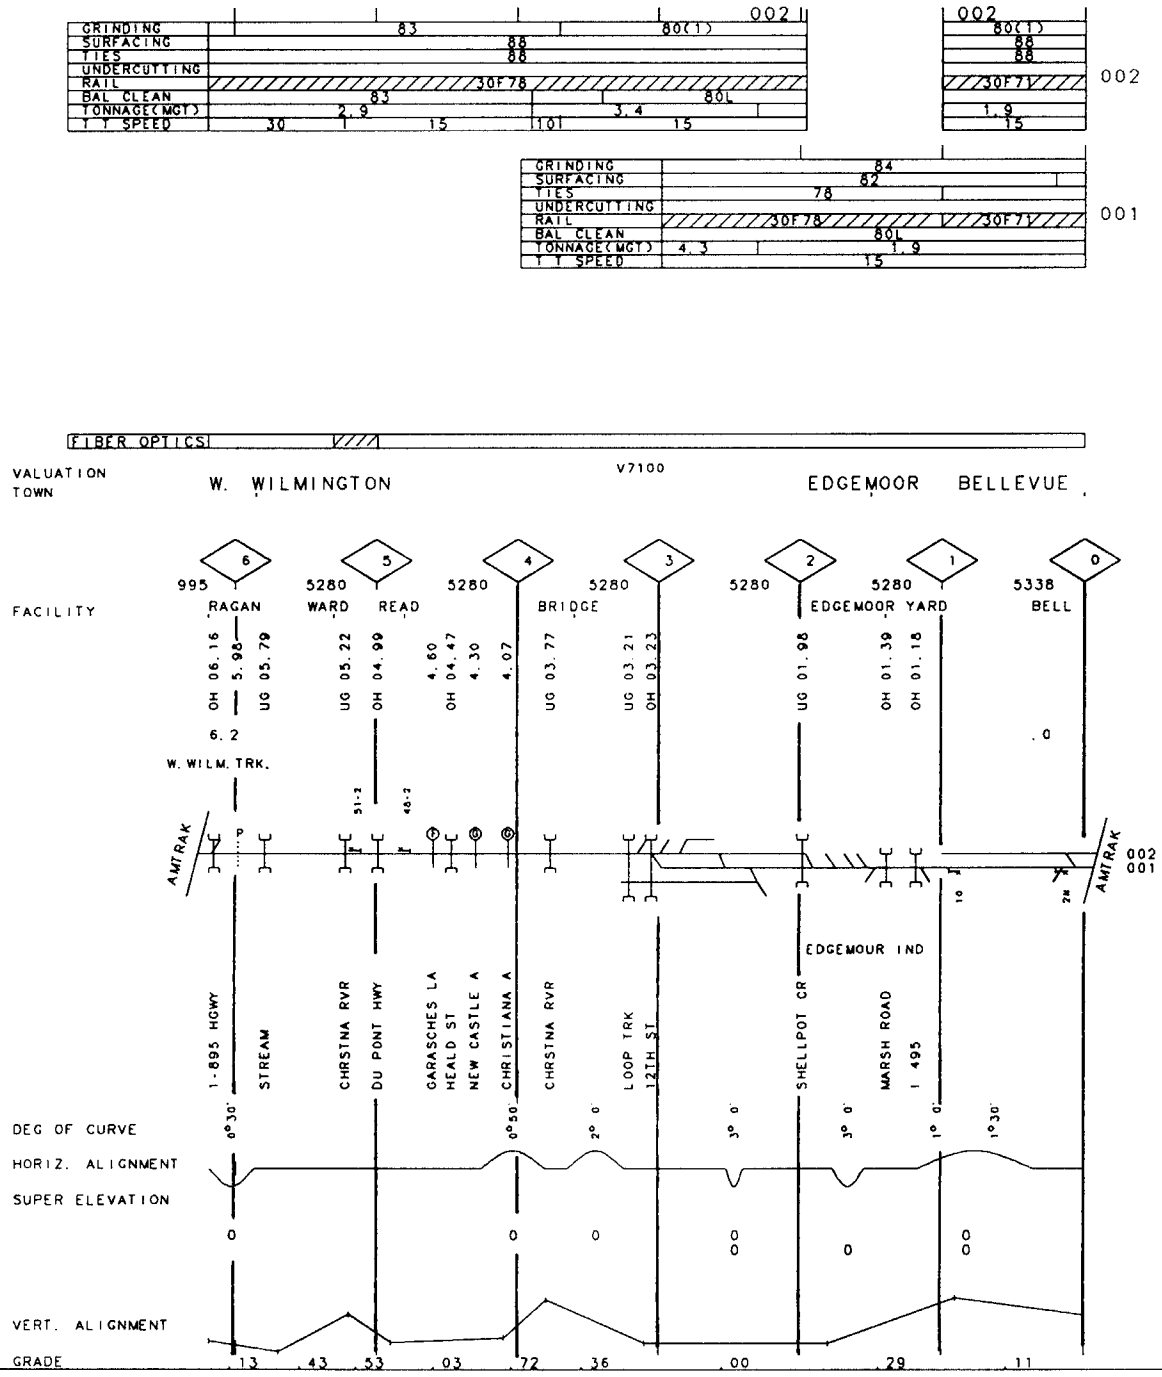 002 002
GRINDING 83 80(1) 80(1)
SURFACING 88 88
TIES 88 88
UNDERCUTTING
RAIL 30F78 30F71 002
BAL CLEAN 83 80L
TONNAGE(MGT) 2.9 3.4 1.9
T T SPEED 30 15 10 15 15
GRINDING 84
SURFACING 82
TIES 78
UNDERCUTTING
RAIL 30F78 30F71 001
BAL CLEAN 80L
TONNAGE(MGT) 4.3 1.9
T T SPEED 15
FIBER OPTICS
VALUATION V7100
TOWN W. WILMINGTON EDGEMOOR BELLEVUE
6 5 4 3 2 1 0
995 5280 5280 5280 5280 5280 5338
FACILITY RAGAN WARD READ BRIDGE EDGEMOOR YARD BELL
OH 06.16
5.98
UG 05.79
UG 05.22
OH 04.99
4.60
OH 04.47
4.30
4.07
UG 03.77
UG 03.21
OH 03.23
UG 01.98
OH 01.39
OH 01.18
6.2 .0
W.WILM.TRK.
51-2 48-2
P F G G
AMTRAK AMTRAK
002
001
10 2N
EDGEMOUR IND
1-895 HGWY
STREAM
CHRSTNA RVR
DU PONT HWY
GARASCHES LA
HEALD ST
NEW CASTLE A
CHRISTIANA A
CHRSTNA RVR
LOOP TRK
12TH ST
SHELLPOT CR
MARSH ROAD
I 495
DEG OF CURVE 0°30' 0°50' 2° 0' 3° 0' 3° 0' 1° 0' 1°30'
HORIZ. ALIGNMENT
SUPER ELEVATION
0 0 0 0 0
0 0 0
VERT. ALIGNMENT
GRADE .13 .43 .53 .03 .72 .36 .00 .29 .11